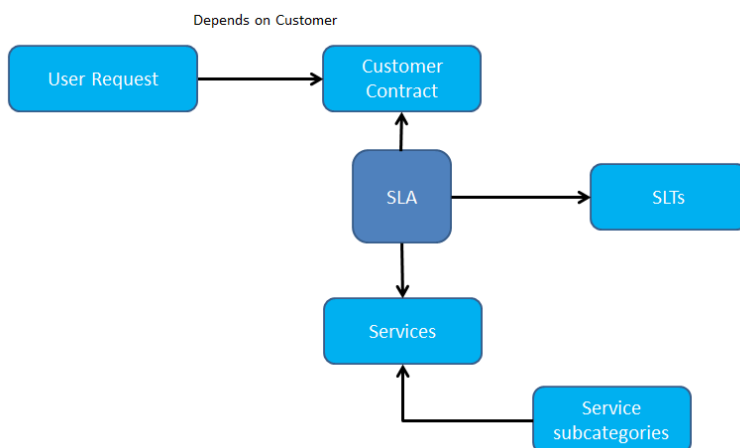 Depends on Customer
User Request
Customer
Contract
SLA
SLTs
Services
Service
subcategories